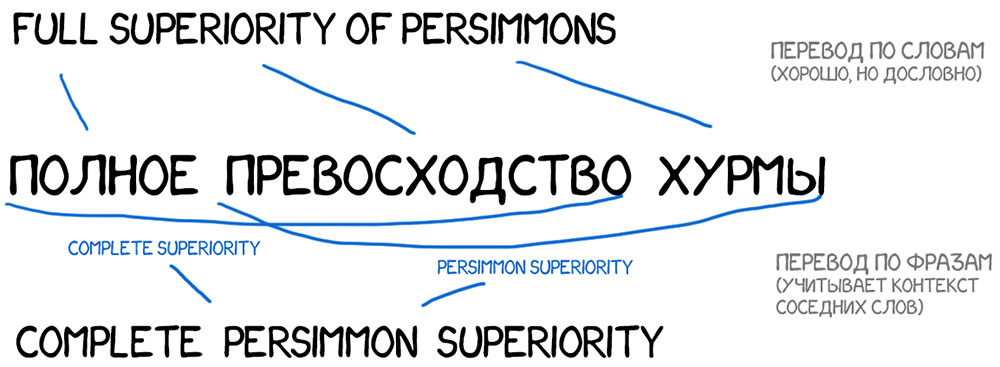 FULL SUPERIORITY OF PERSIMMONS
ПЕРЕВОД ПО СЛОВАМ
(ХОРОШО, НО ДОСЛОВНО)
ПОЛНОЕ ПРЕВОСХОДСТВО ХУРМЫ
COMPLETE SUPERIORITY
PERSIMMON SUPERIORITY
ПЕРЕВОД ПО ФРАЗАМ
(УЧИТЫВАЕТ КОНТЕКСТ
СОСЕДНИХ СЛОВ)
COMPLETE PERSIMMON SUPERIORITY